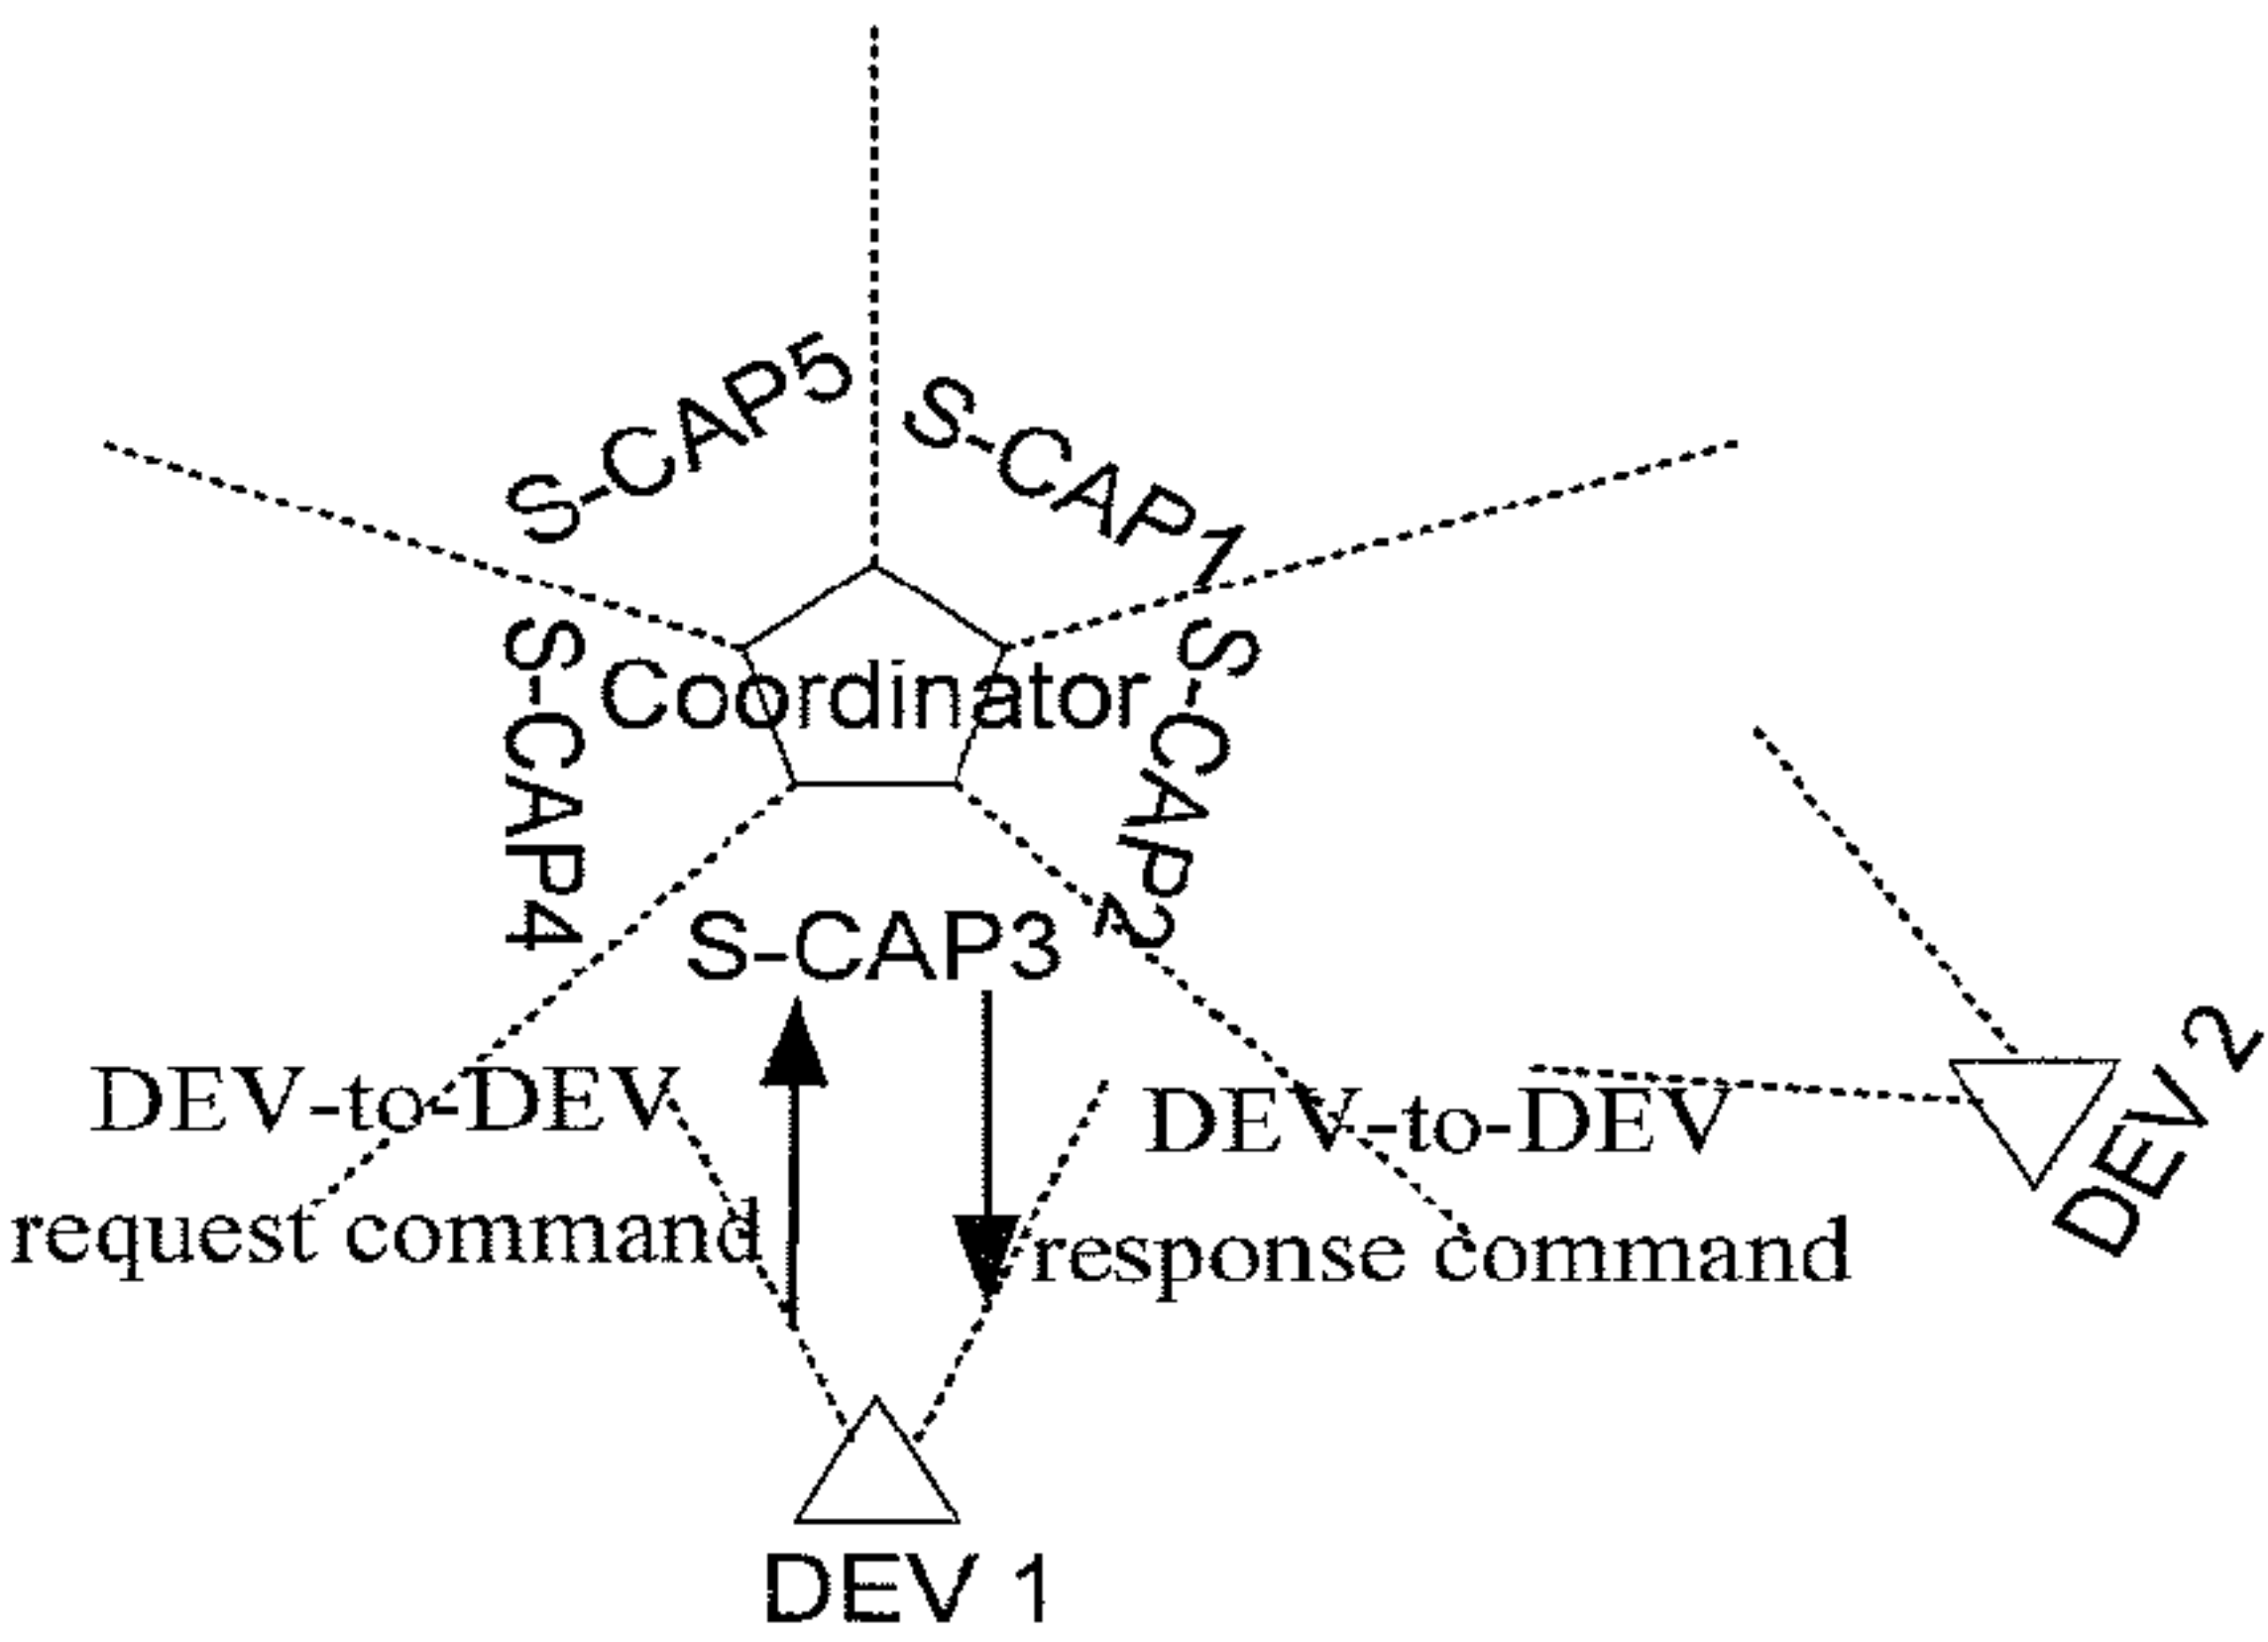 S-CAP5
S-CAP1
S-CAP4
Coordinator
S-CAP2
S-CAP3
DEV-to-DEV
request command
DEV-to-DEV
response command
DEV 2
DEV 1